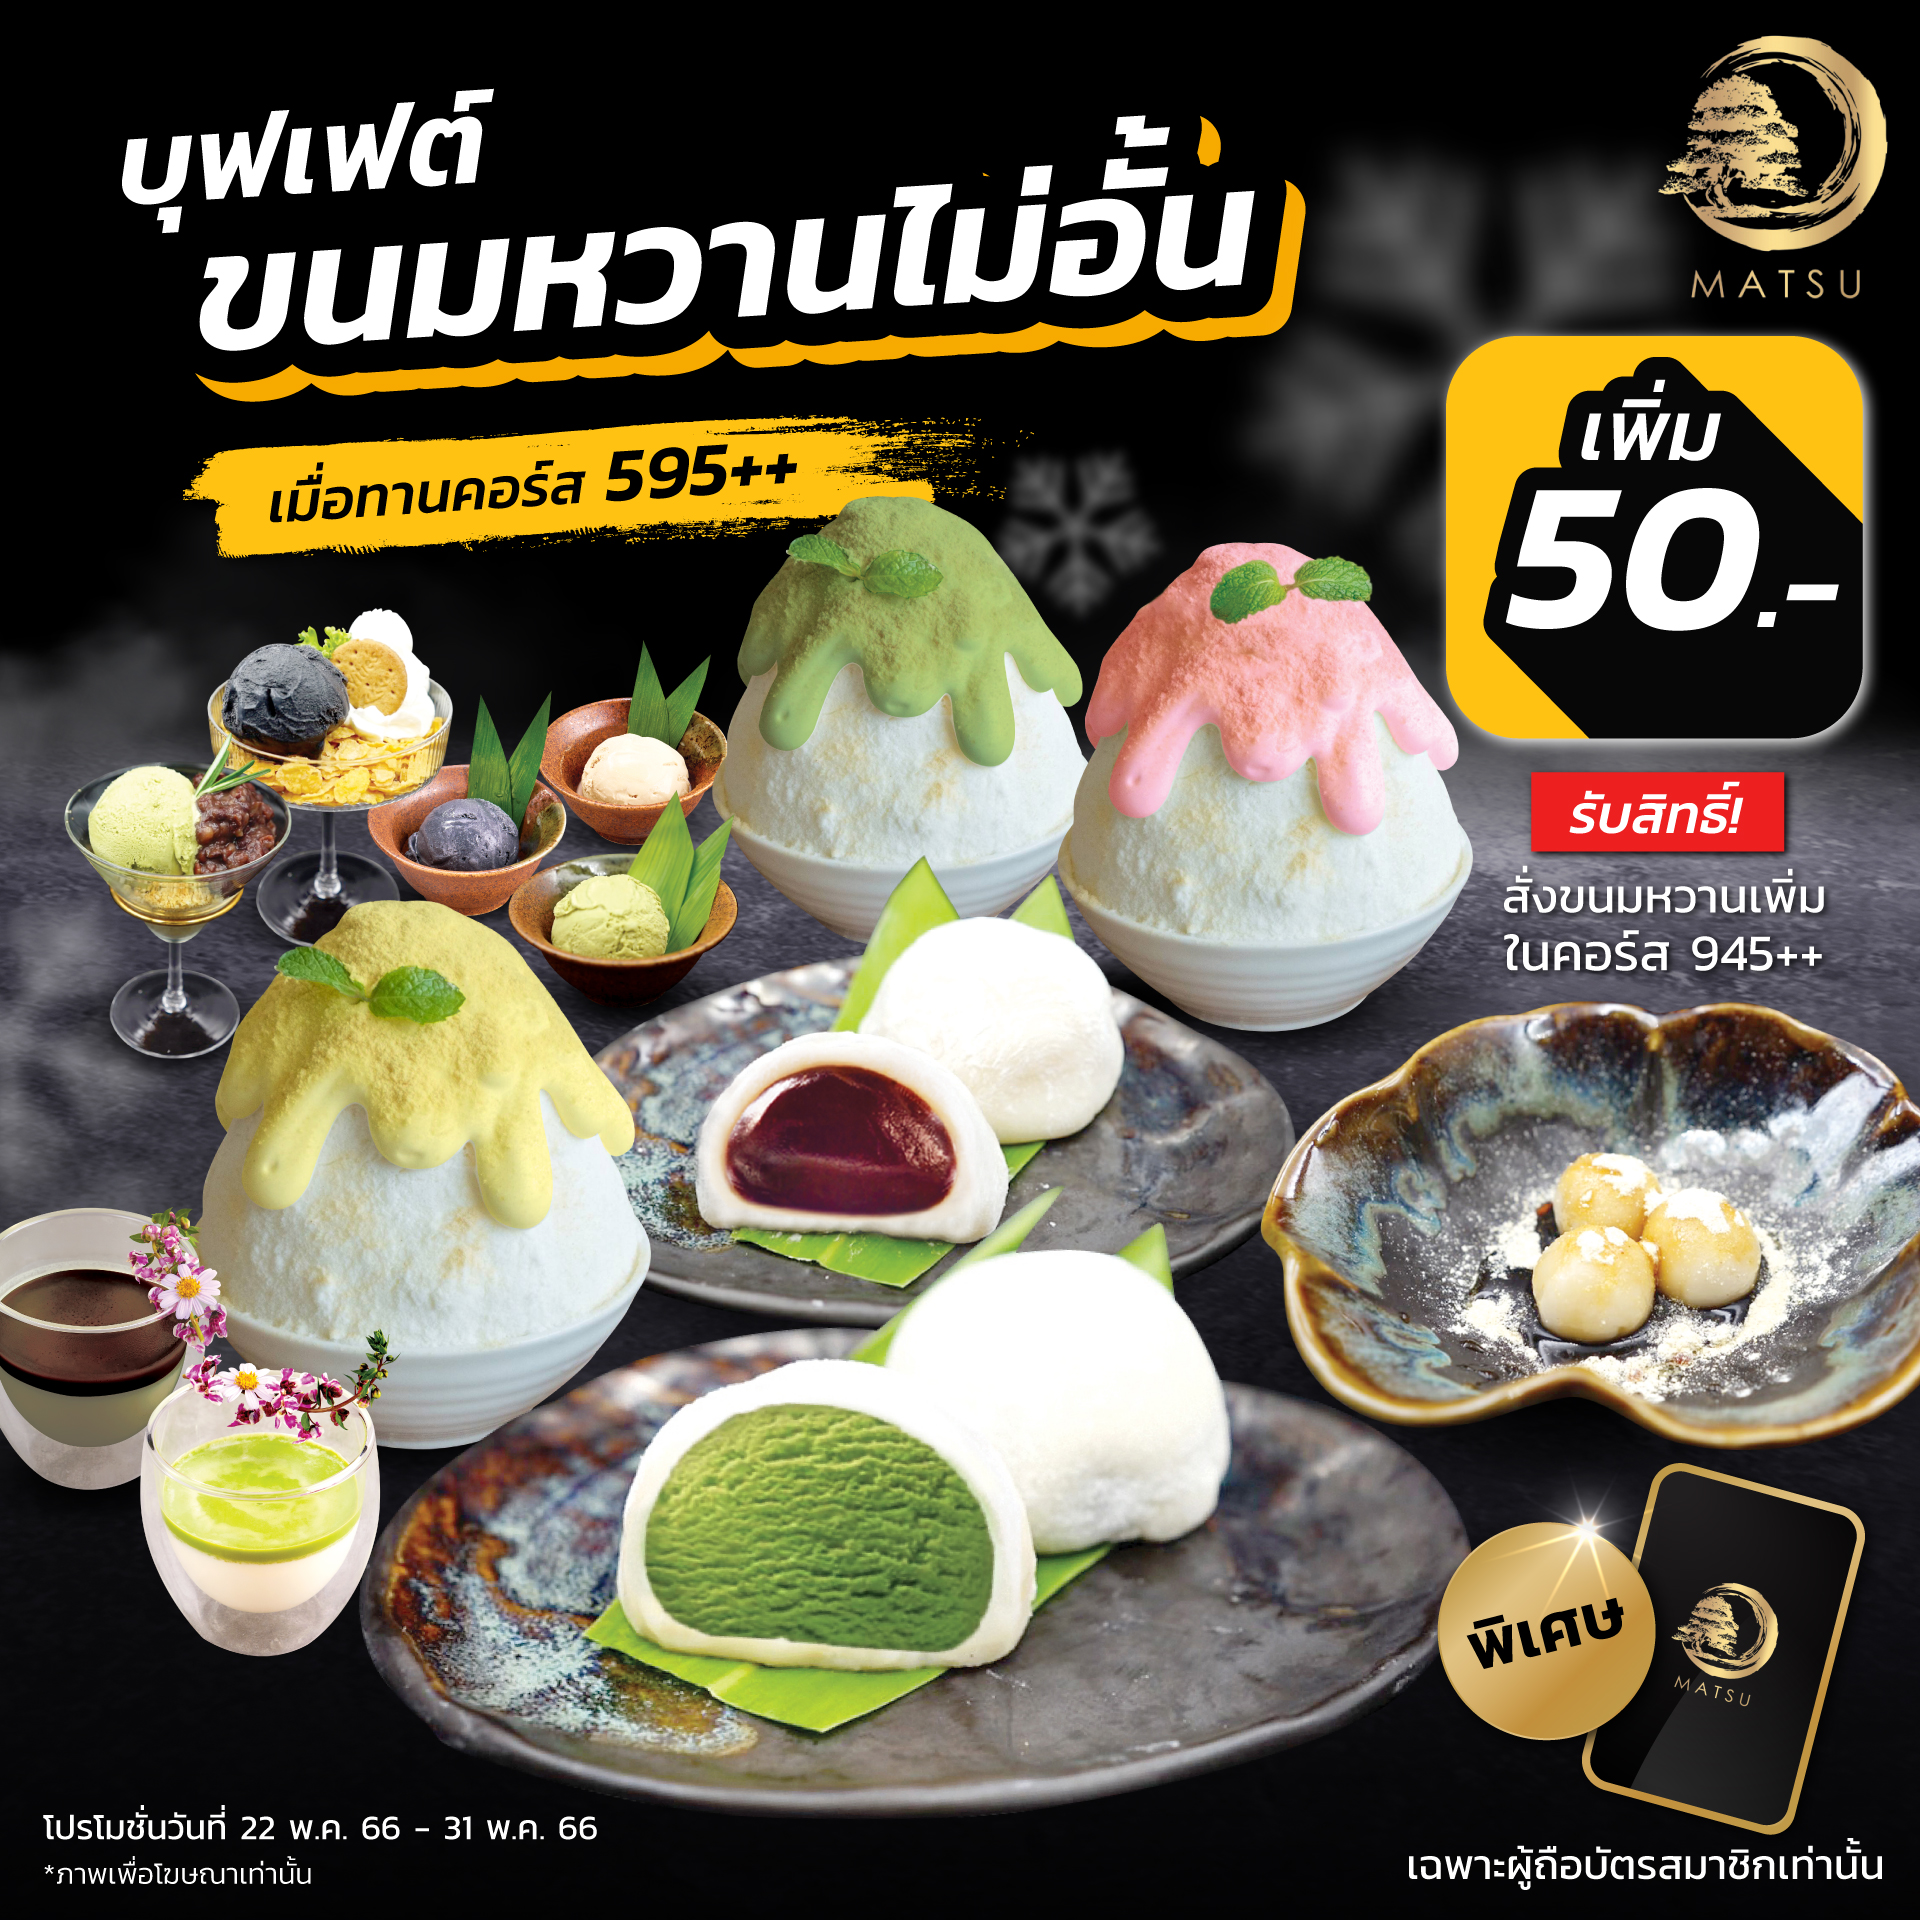 บุฟเฟต์
ขนมหวานไม่อั้น
เมื่อทานคอร์ส 595++
MATSU
เพิ่ม
50.-
รับสิทธิ์!
สั่งขนมหวานเพิ่ม
ในคอร์ส 945++
พิเศษ
MATSU
โปรโมชั่นวันที่ 22 พ.ค. 66 - 31 พ.ค. 66
*ภาพเพื่อโฆษณาเท่านั้น
เฉพาะผู้ถือบัตรสมาชิกเท่านั้น